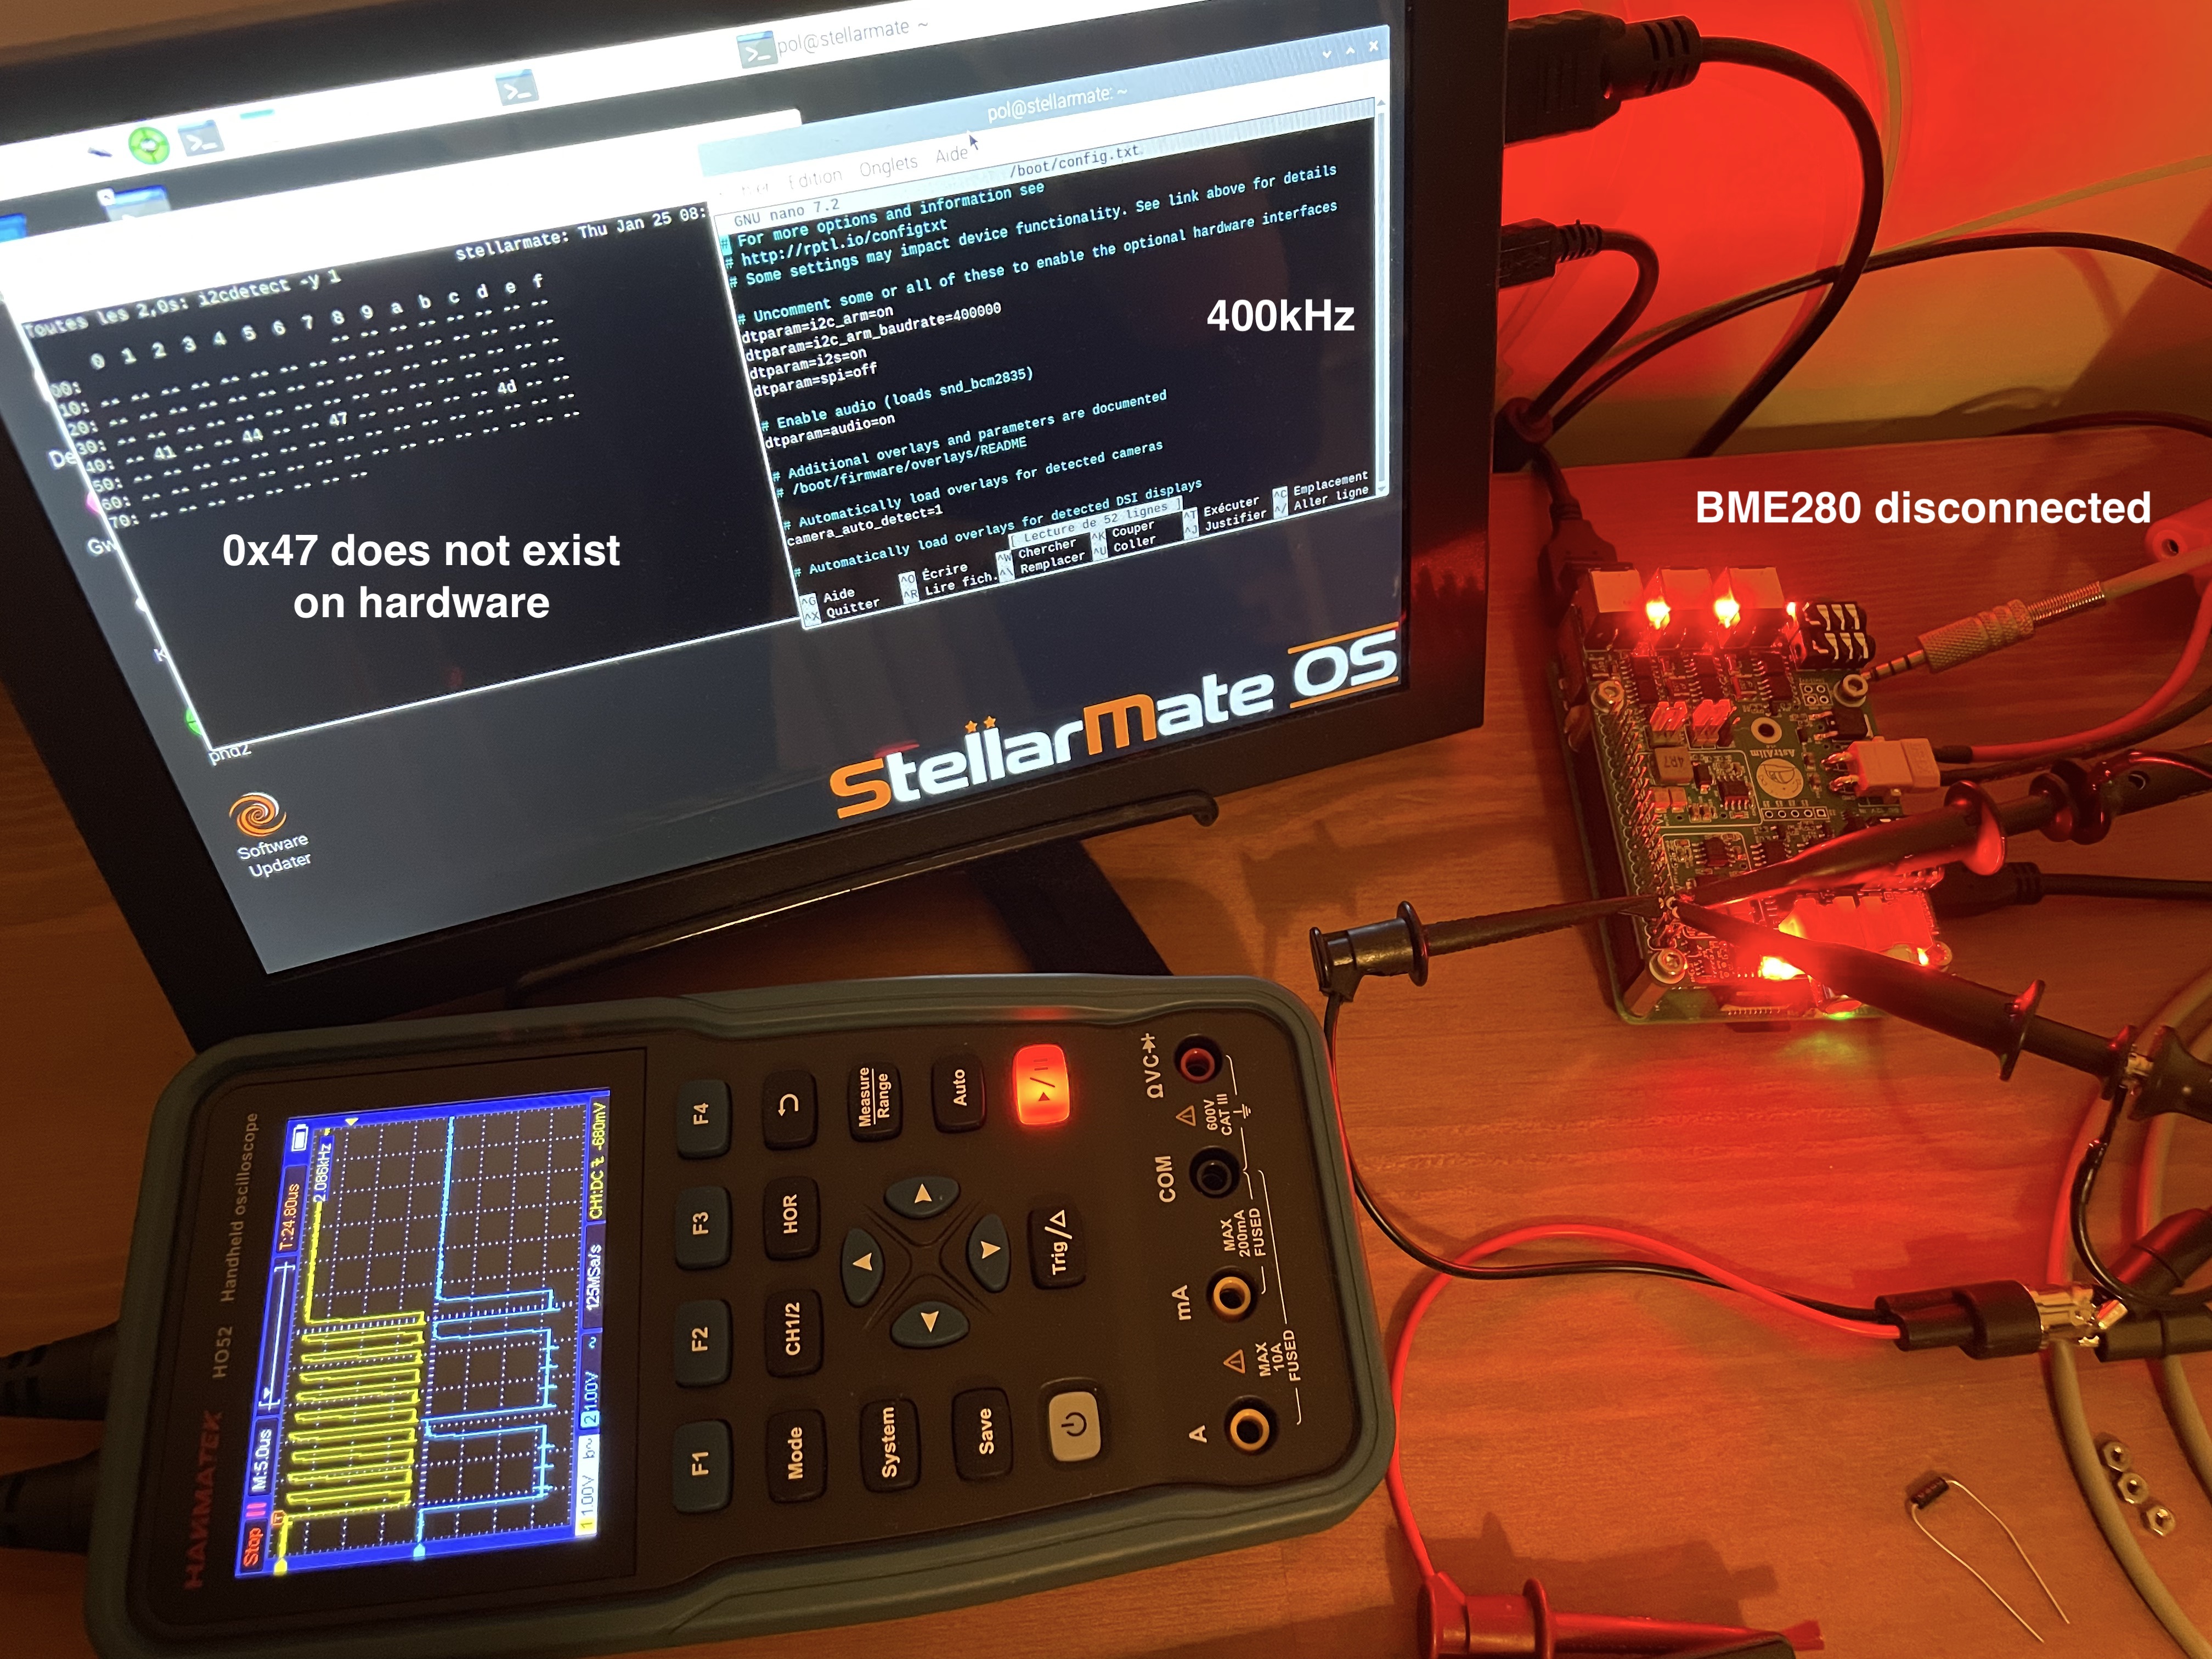 pol@stellarmate ~
pol@stellarmate: ~
Edition Onglets Aide
GNU nano 7.2 /boot/config.txt
# For more options and information see
# http://rptl.io/configtxt
# Some settings may impact device functionality. See link above for details
# Uncomment some or all of these to enable the optional hardware interfaces
dtparam=i2c_arm=on
dtparam=i2c_arm_baudrate=400000
dtparam=i2s=on
dtparam=spi=off
# Enable audio (loads snd_bcm2835)
dtparam=audio=on
# Additional overlays and parameters are documented
# /boot/firmware/overlays/README
# Automatically load overlays for detected cameras
camera_auto_detect=1
# Automatically load overlays for detected DSI displays
[ Lecture de 52 lignes ]
^G Aide ^O Écrire ^W Chercher ^K Couper ^T Exécuter ^C Emplacement
^X Quitter ^R Lire fich. ^\ Remplacer ^U Coller ^J Justifier ^/ Aller ligne
400kHz
Toutes les 2,0s: i2cdetect -y 1 stellarmate: Thu Jan 25 08:
0 1 2 3 4 5 6 7 8 9 a b c d e f
00: -- -- -- -- -- -- -- --
10: -- -- -- -- -- -- -- -- -- -- -- -- -- -- -- --
20: -- -- -- -- -- -- -- -- -- -- -- -- -- -- -- --
30: -- -- -- -- -- -- -- -- -- -- -- -- -- -- -- --
40: -- 41 -- -- 44 -- -- 47 -- -- -- -- -- 4d -- --
50: -- -- -- -- -- -- -- -- -- -- -- -- -- -- -- --
60: -- -- -- -- -- -- -- -- -- -- -- -- -- -- -- --
70: -- -- -- -- -- -- -- --
0x47 does not exist
on hardware
phd2
Software
Updater
StellarMate OS
BME280 disconnected
AstrAlim
4R7
HANMATEK HO52 Handheld oscilloscope
Stop M:5.0us T:24.80us
2.086kHz
1 1.00V 2 1.00V 125MSa/s CH1:DC -680mV
F1 F2 F3 F4
Mode CH1/2 HOR
System Measure
Range
Save Trig/Δ Auto
A mA COM ΩVC
MAX
10A
FUSED
MAX
200mA
FUSED
600V
CAT III